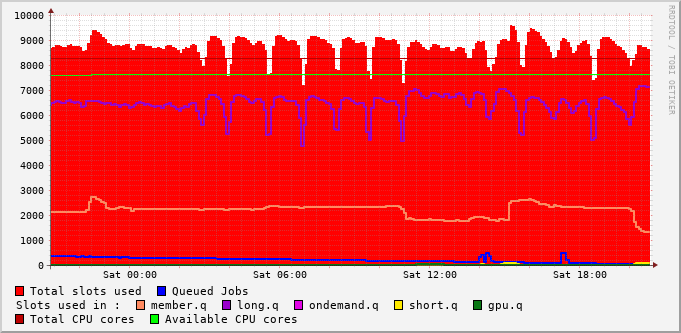 10000
9000
8000
7000
6000
5000
4000
3000
2000
1000
0
Sat 00:00 Sat 06:00 Sat 12:00 Sat 18:00
RRDTOOL / TOBI OETIKER
Total slots used Queued Jobs
Slots used in : member.q long.q ondemand.q short.q gpu.q
Total CPU cores Available CPU cores